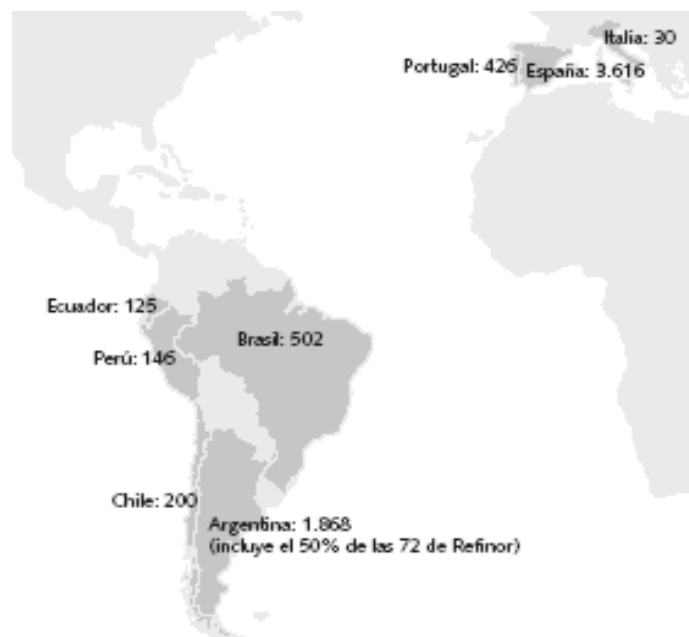 Italia: 30
Portugal: 426
España: 3.616
Ecuador: 125
Brasil: 502
Perú: 146
Chile: 200
Argentina: 1.868
(incluye el 50% de las 72 de Refinor)